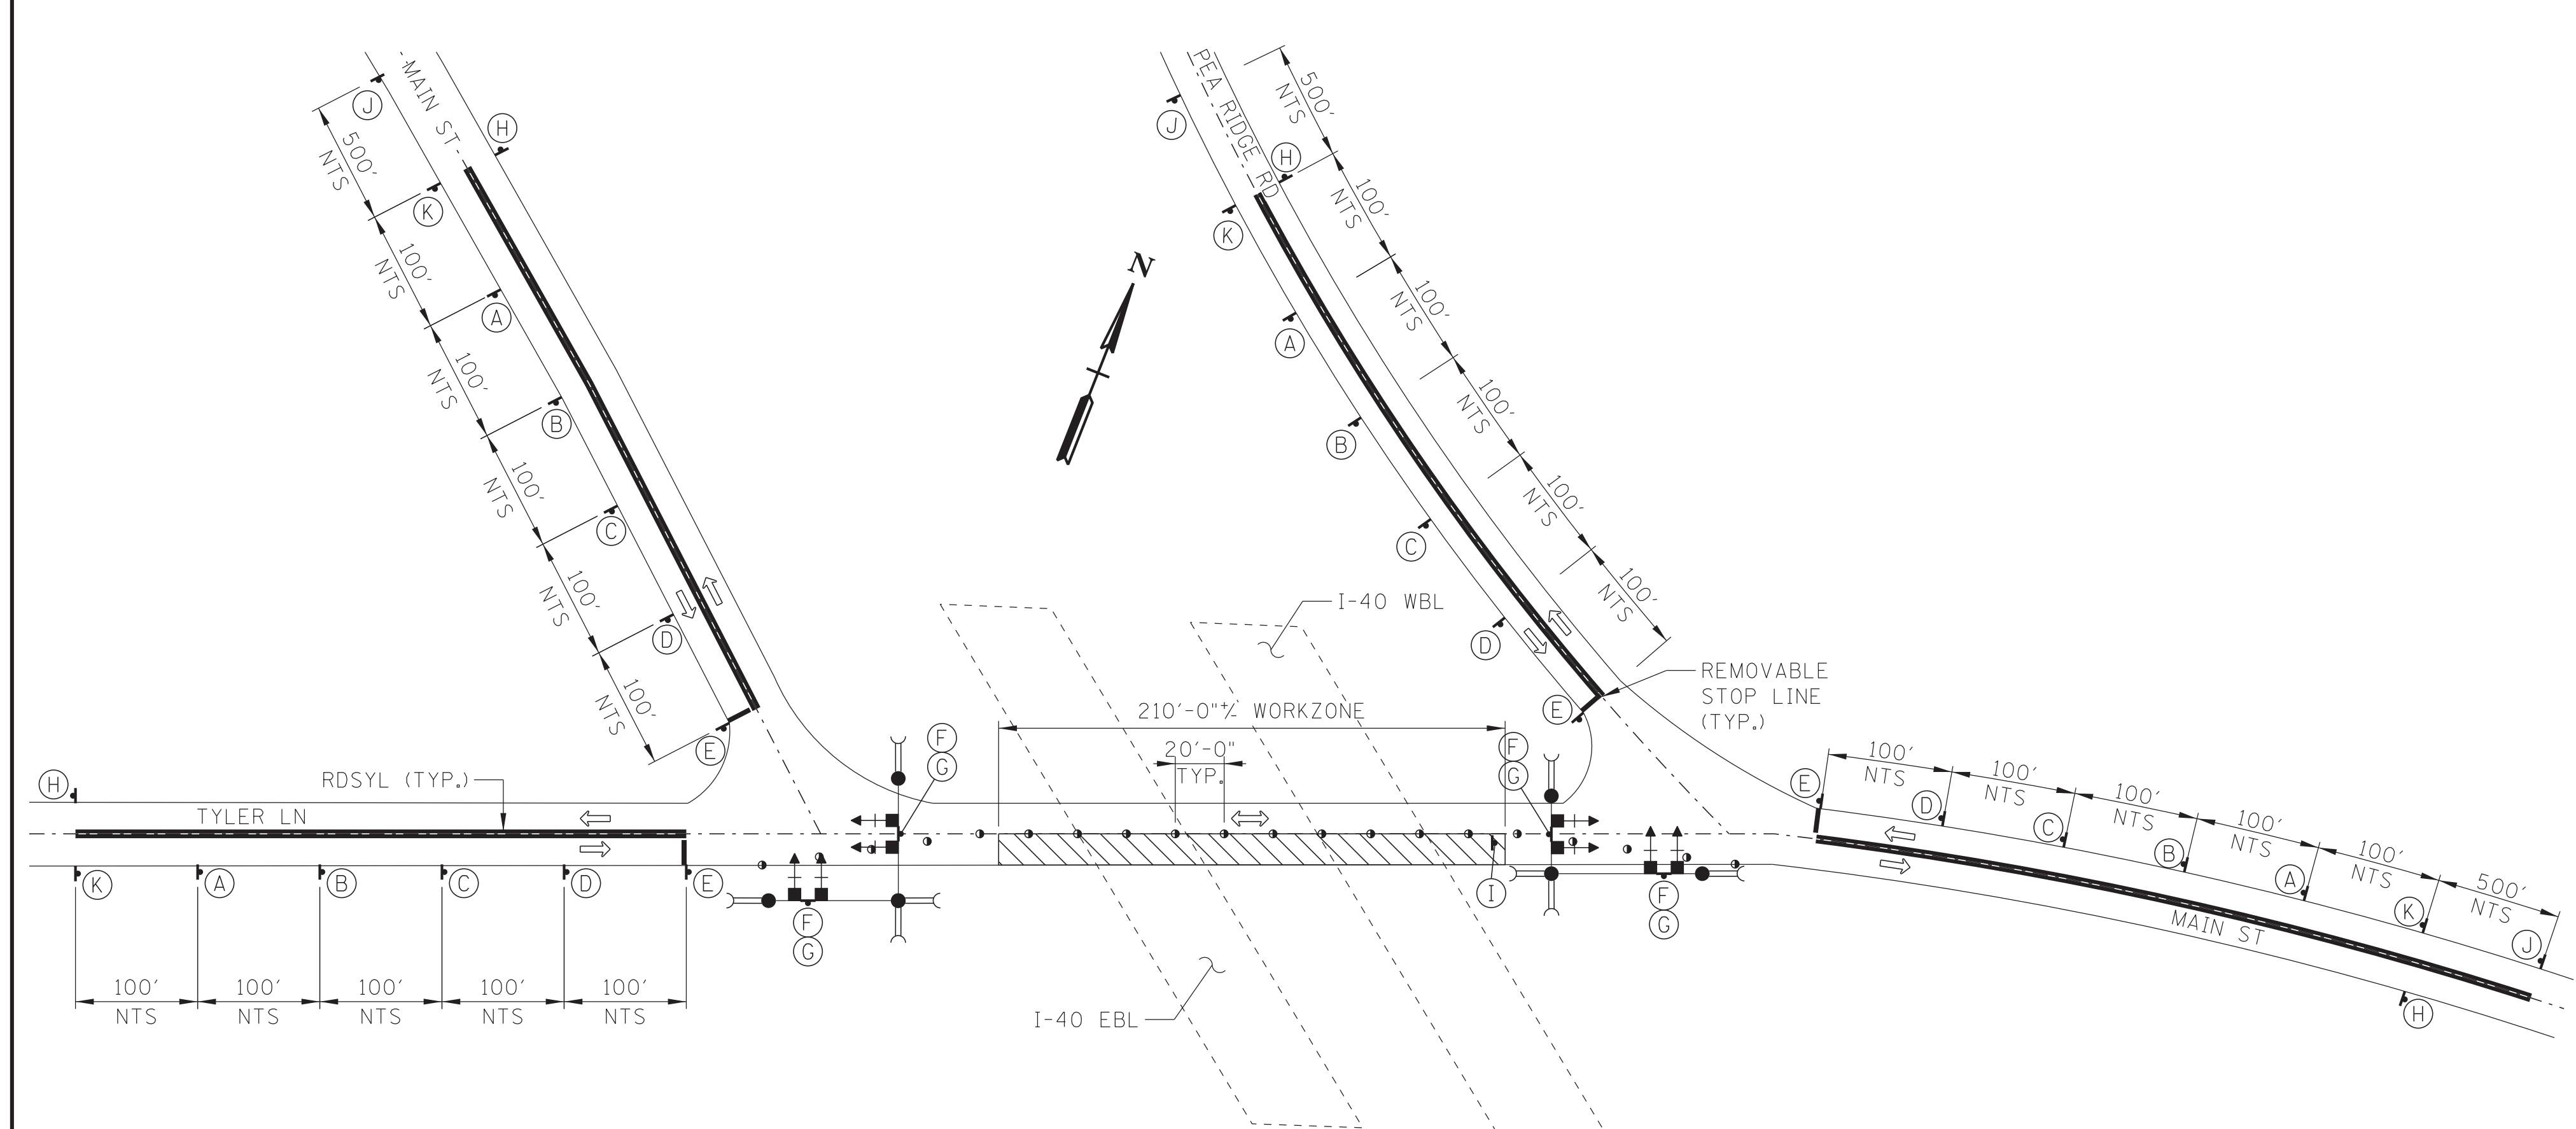 MAIN ST
J
H
500'
NTS
K
100'
NTS
A
100'
NTS
B
100'
NTS
C
100'
NTS
D
100'
NTS
E
PEA RIDGE RD
J
H
500'
NTS
K
100'
NTS
A
100'
NTS
B
100'
NTS
C
100'
NTS
D
100'
NTS
E
N
I-40 WBL
REMOVABLE
STOP LINE
(TYP.)
210'-0"+/- WORKZONE
20'-0"
TYP.
F
G
F
G
H
RDSYL (TYP.)
TYLER LN
K
A
B
C
D
E
F
G
I
F
G
100'
NTS
100'
NTS
100'
NTS
100'
NTS
100'
NTS
I-40 EBL
E
100'
NTS
D
100'
NTS
C
100'
NTS
B
100'
NTS
A
100'
NTS
K
500'
NTS
J
MAIN ST
H